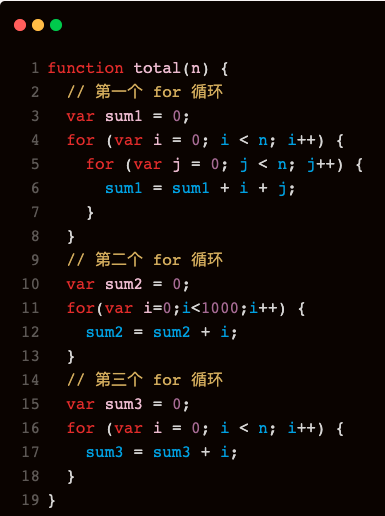 1 function total(n) {
2   // 第一个 for 循环
3   var sum1 = 0;
4   for (var i = 0; i < n; i++) {
5     for (var j = 0; j < n; j++) {
6       sum1 = sum1 + i + j;
7     }
8   }
9   // 第二个 for 循环
10   var sum2 = 0;
11   for(var i=0;i<1000;i++) {
12     sum2 = sum2 + i;
13   }
14   // 第三个 for 循环
15   var sum3 = 0;
16   for (var i = 0; i < n; i++) {
17     sum3 = sum3 + i;
18   }
19 }